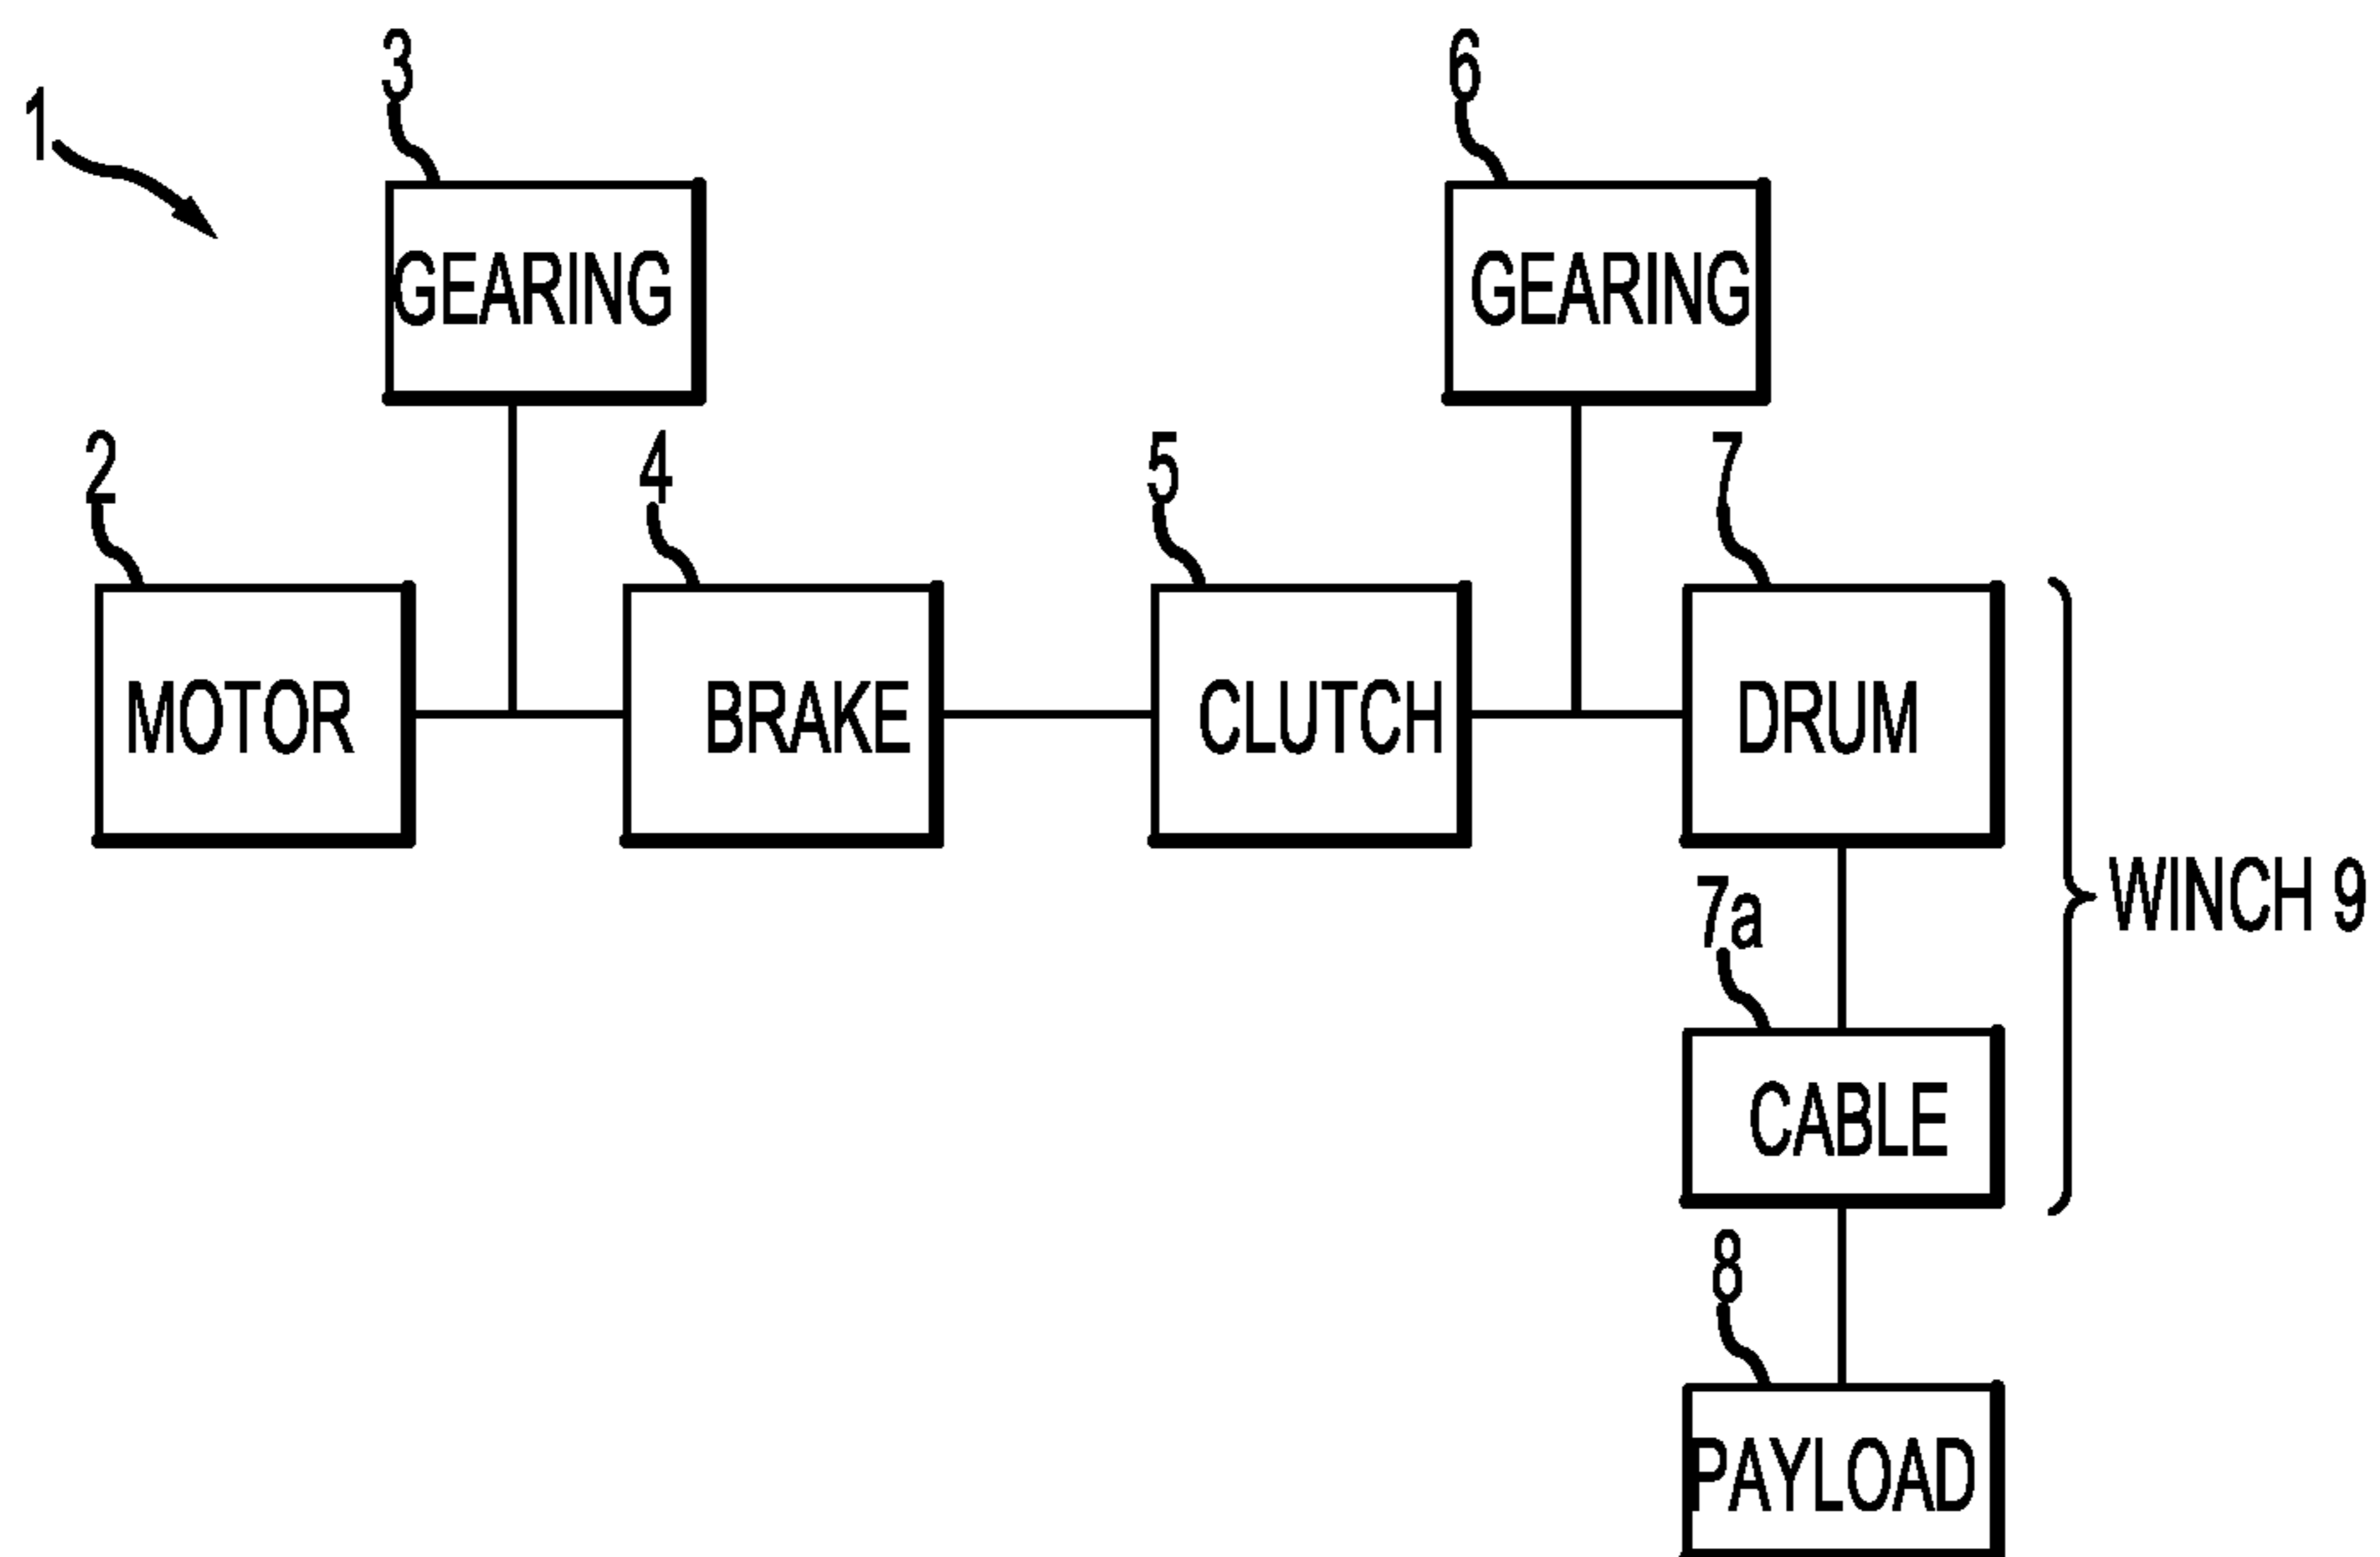 1
3
6
GEARING
GEARING
2
4
5
7
MOTOR
BRAKE
CLUTCH
DRUM
7a
WINCH 9
CABLE
8
PAYLOAD